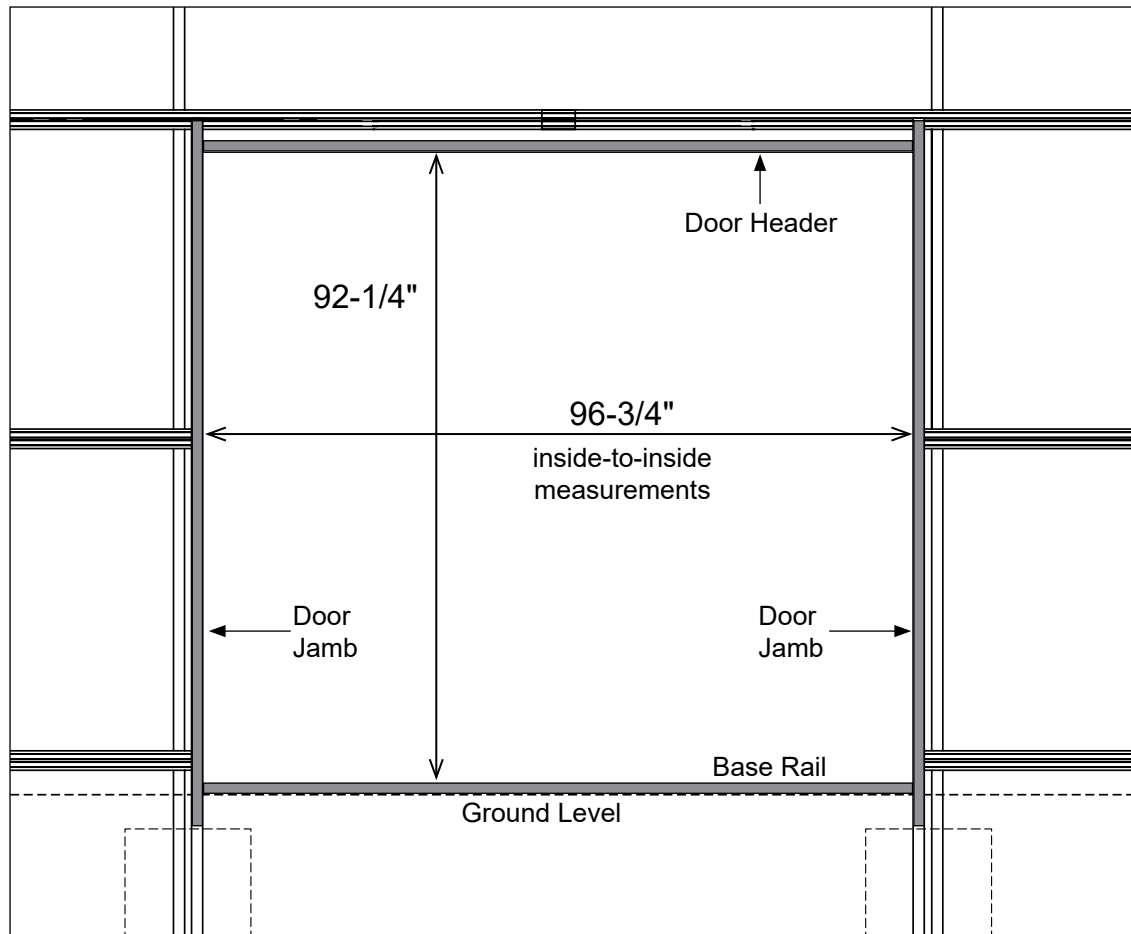 Door Header
92-1/4"
96-3/4"
inside-to-inside
measurements
Door
Jamb
Door
Jamb
Base Rail
Ground Level